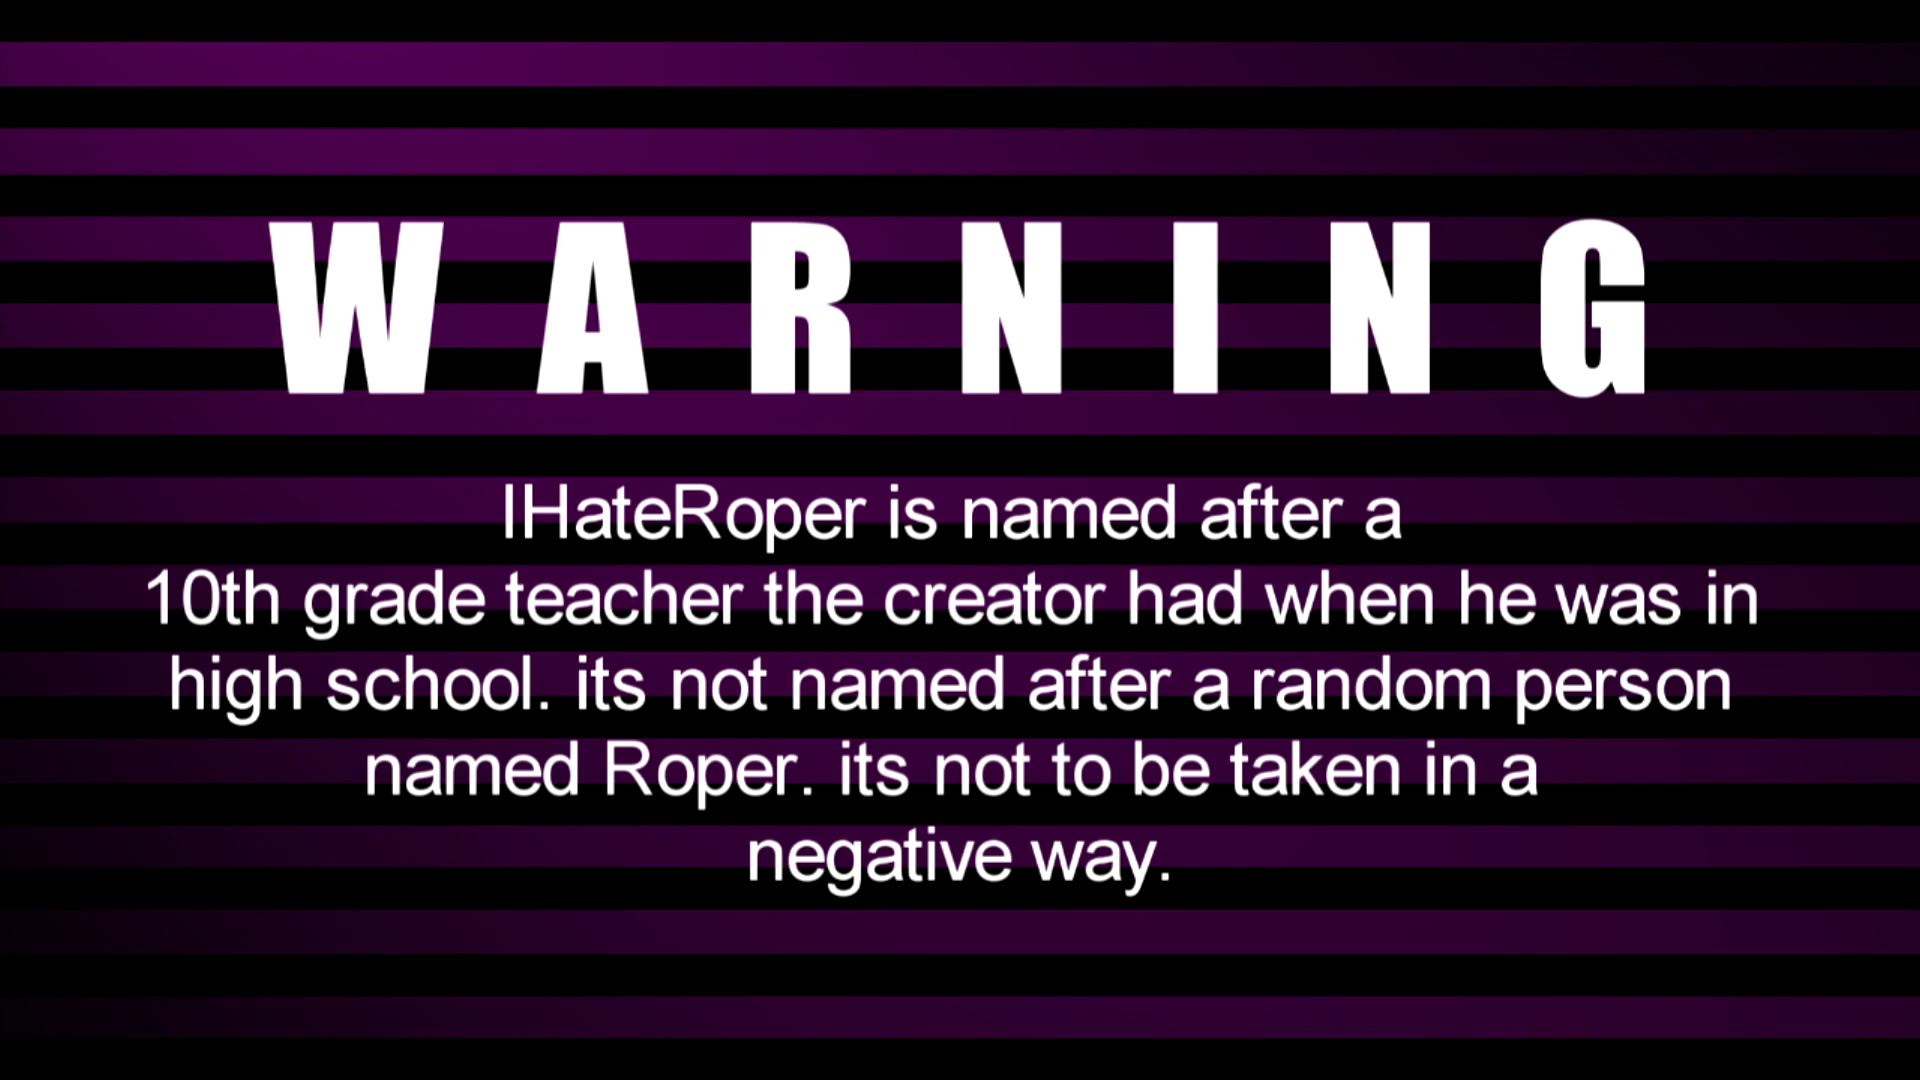 WARNING
IHateRoper is named after a
10th grade teacher the creator had when he was in
high school. its not named after a random person
named Roper. its not to be taken in a
negative way.